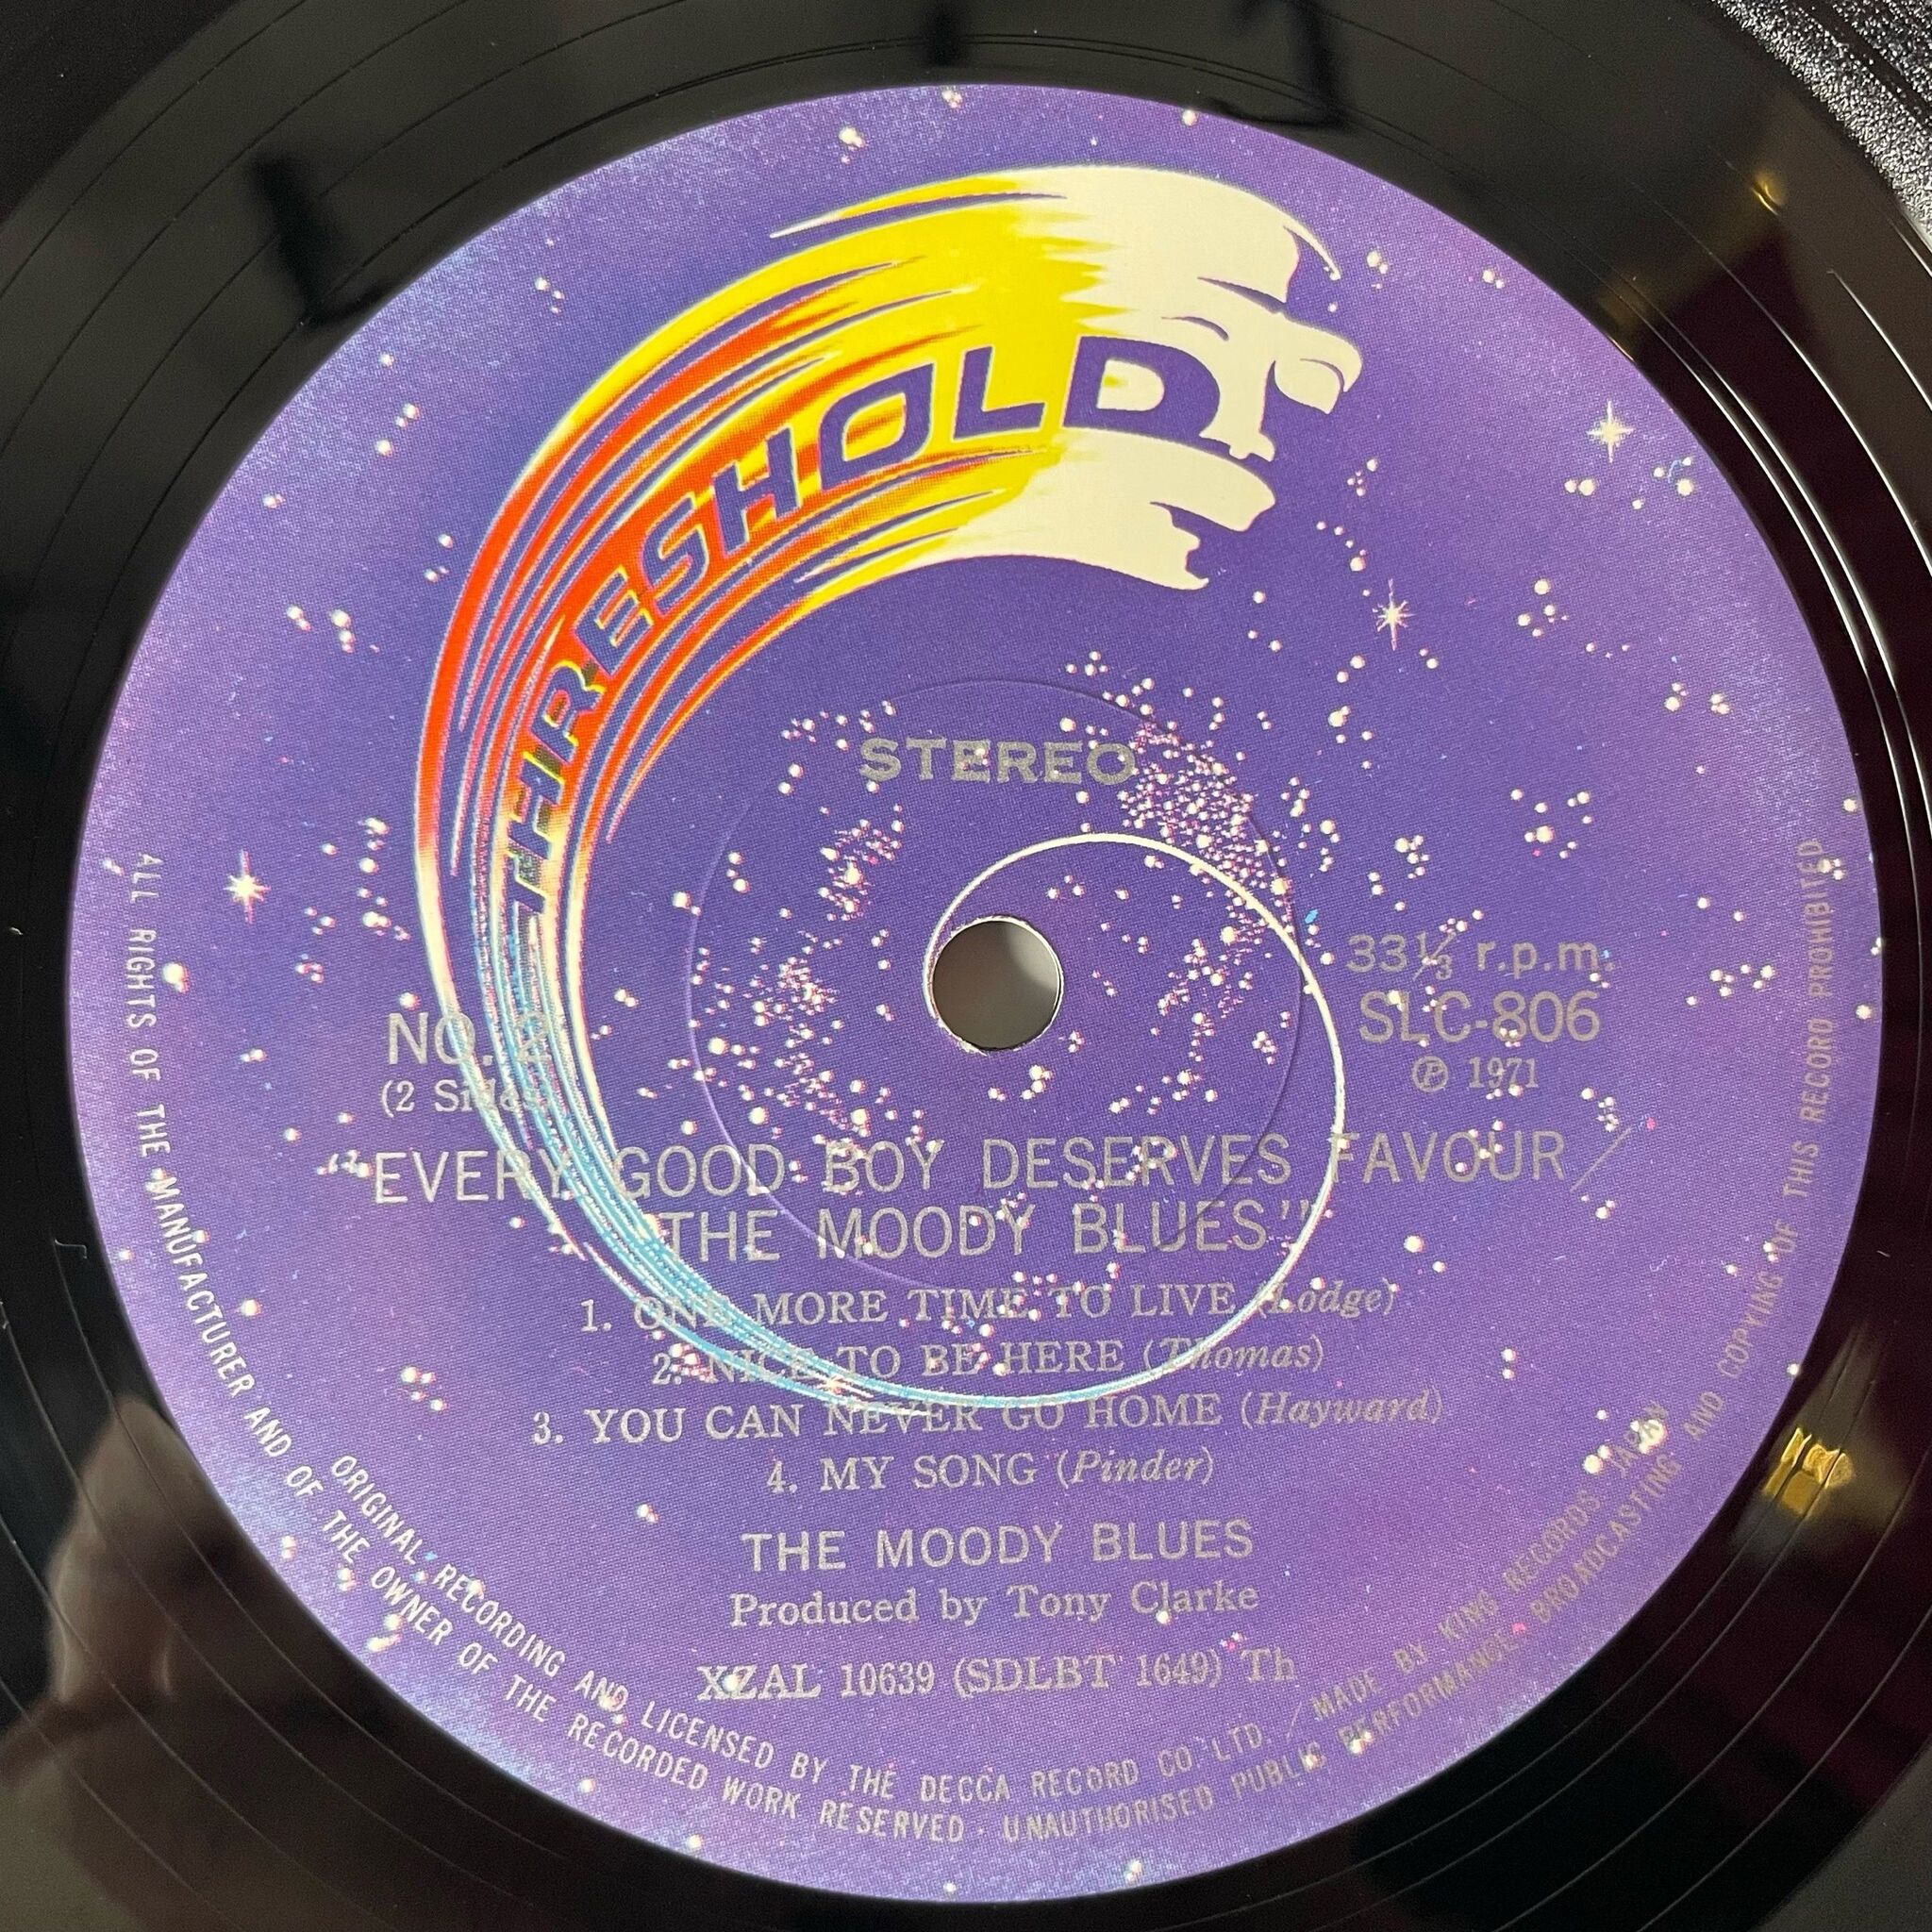 THRESHOLD
STEREO
33⅓ r.p.m.
SLC-806
℗ 1971
NO. 2
(2 Sides)
"EVERY GOOD BOY DESERVES FAVOUR/
THE MOODY BLUES"
1. ONE MORE TIME TO LIVE (Lodge)
2. NICE TO BE HERE (Thomas)
3. YOU CAN NEVER GO HOME (Hayward)
4. MY SONG (Pinder)
THE MOODY BLUES
Produced by Tony Clarke
XZAL 10639 (SDLBT 1649) Th
ORIGINAL RECORDING AND LICENSED BY THE DECCA RECORD CO. LTD. / MADE BY KING RECORDS. JAPAN
ALL RIGHTS OF THE MANUFACTURER AND OF THE OWNER OF THE RECORDED WORK RESERVED · UNAUTHORISED PUBLIC PERFORMANCE · BROADCASTING AND COPYING OF THIS RECORD PROHIBITED